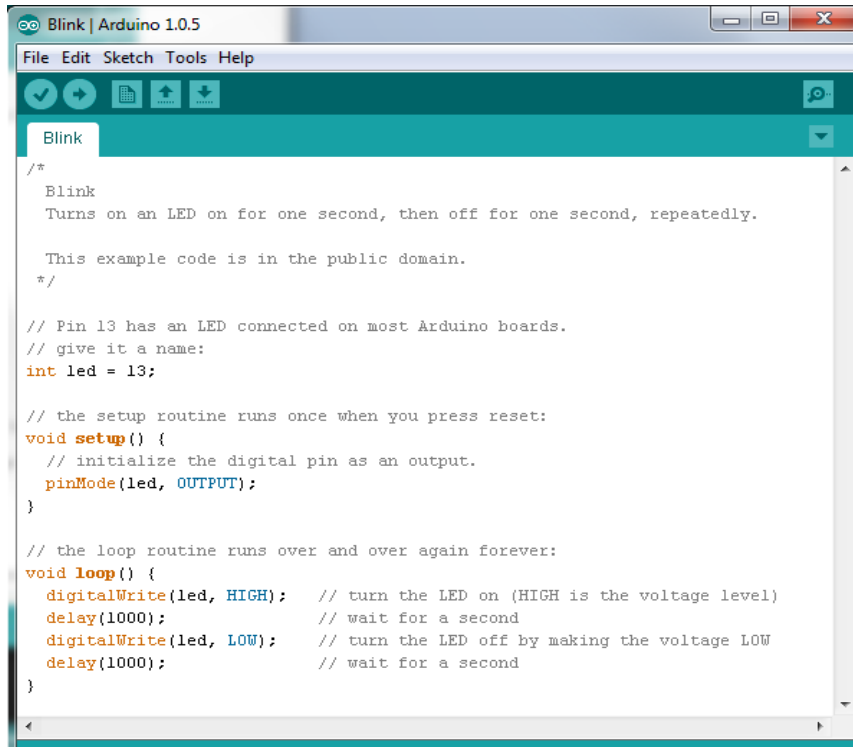 Blink | Arduino 1.0.5
File Edit Sketch Tools Help
Blink
/*
  Blink
  Turns on an LED on for one second, then off for one second, repeatedly.

  This example code is in the public domain.
 */

// Pin 13 has an LED connected on most Arduino boards.
// give it a name:
int led = 13;

// the setup routine runs once when you press reset:
void setup() {
  // initialize the digital pin as an output.
  pinMode(led, OUTPUT);
}

// the loop routine runs over and over again forever:
void loop() {
  digitalWrite(led, HIGH);   // turn the LED on (HIGH is the voltage level)
  delay(1000);               // wait for a second
  digitalWrite(led, LOW);    // turn the LED off by making the voltage LOW
  delay(1000);               // wait for a second
}